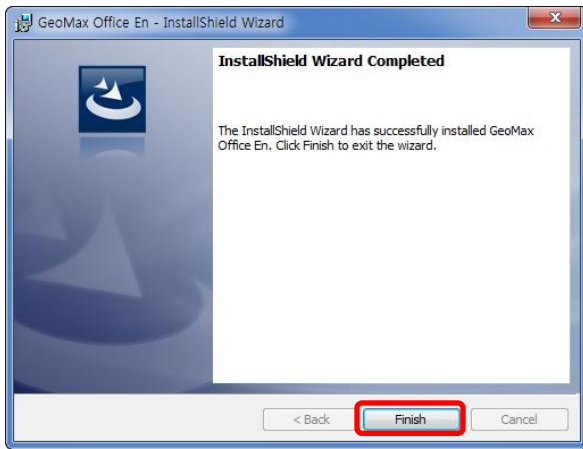 GeoMax Office En - InstallShield Wizard
InstallShield Wizard Completed
The InstallShield Wizard has successfully installed GeoMax
Office En. Click Finish to exit the wizard.
< Back
Finish
Cancel